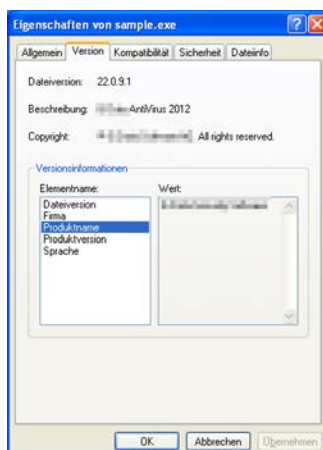 Eigenschaften von sample.exe
Allgemein Version Kompatibilität Sicherheit Dateiinfo
Dateiversion: 22.0.9.1
Beschreibung: AntiVirus 2012
Copyright: All rights reserved.
Versionsinformationen
Elementname: Wert:
Dateiversion
Firma
Produktname
Produktversion
Sprache
OK Abbrechen Übernehmen